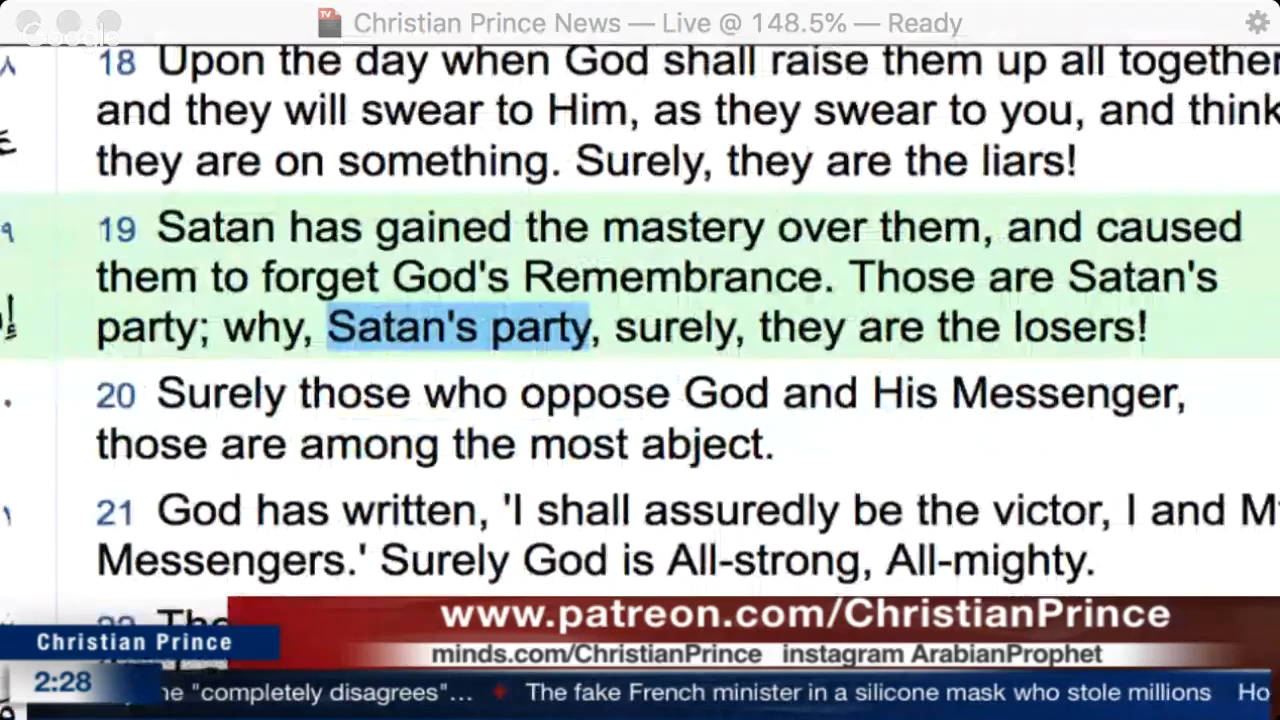 Christian Prince News — Live @ 148.5% — Ready
Google
18 Upon the day when God shall raise them up all together
and they will swear to Him, as they swear to you, and think
they are on something. Surely, they are the liars!
19 Satan has gained the mastery over them, and caused
them to forget God's Remembrance. Those are Satan's
party; why, Satan's party, surely, they are the losers!
20 Surely those who oppose God and His Messenger,
those are among the most abject.
21 God has written, 'I shall assuredly be the victor, I and
Messengers.' Surely God is All-strong, All-mighty.
www.patreon.com/ChristianPrince
Christian Prince
minds.com/ChristianPrince instagram ArabianProphet
2:28
"completely disagrees"... The fake French minister in a silicone mask who stole millions